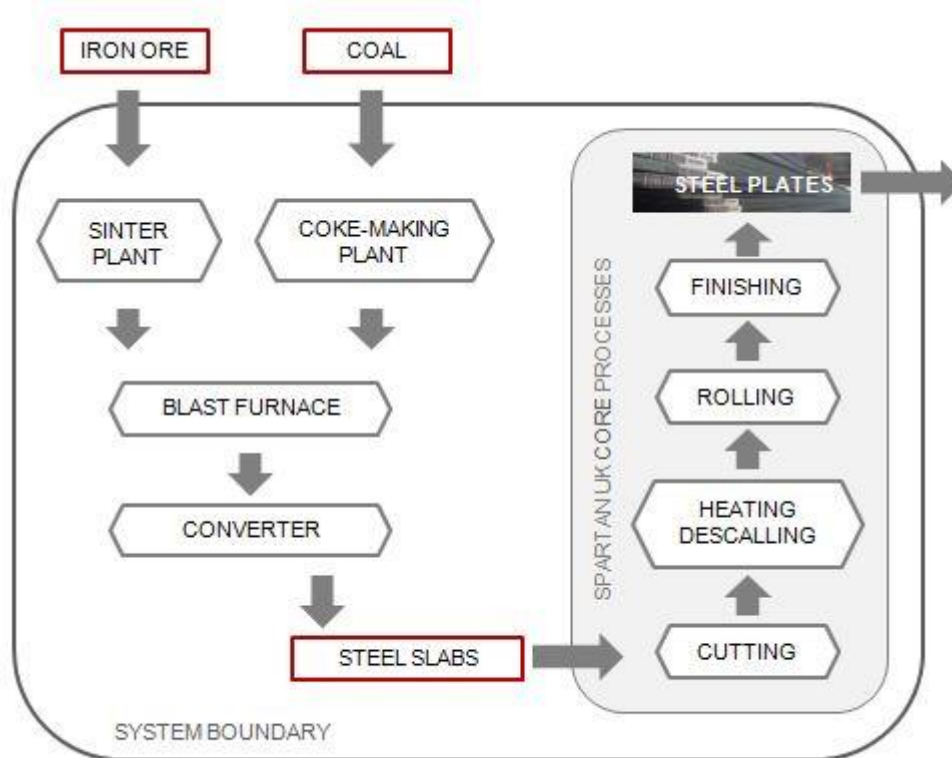 IRON ORE
COAL
SINTER
PLANT
COKE-MAKING
PLANT
BLAST FURNACE
CONVERTER
STEEL SLABS
SYSTEM BOUNDARY
SPARTAN UK CORE PROCESSES
STEEL PLATES
FINISHING
ROLLING
HEATING
DESCALLING
CUTTING